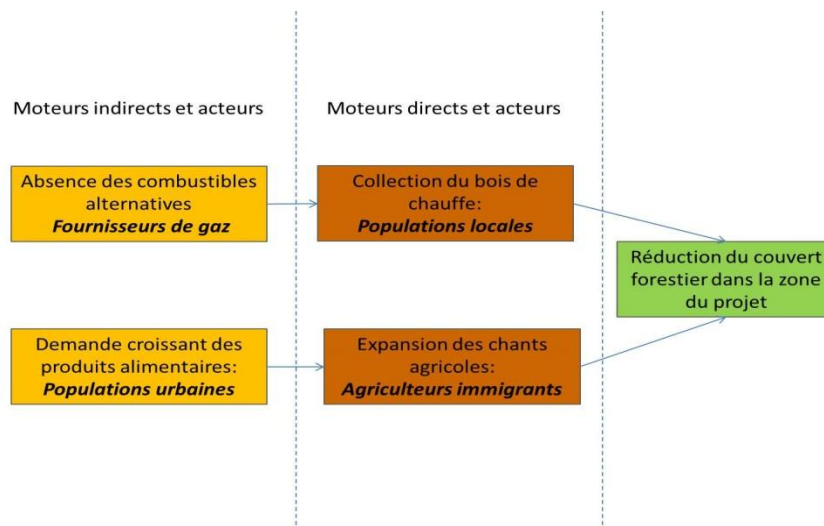 Moteurs indirects et acteurs
Moteurs directs et acteurs
Absence des combustibles
alternatives
Fournisseurs de gaz
Collection du bois de
chauffe:
Populations locales
Réduction du couvert
forestier dans la zone
du projet
Demande croissant des
produits alimentaires:
Populations urbaines
Expansion des chants
agricoles:
Agriculteurs immigrants